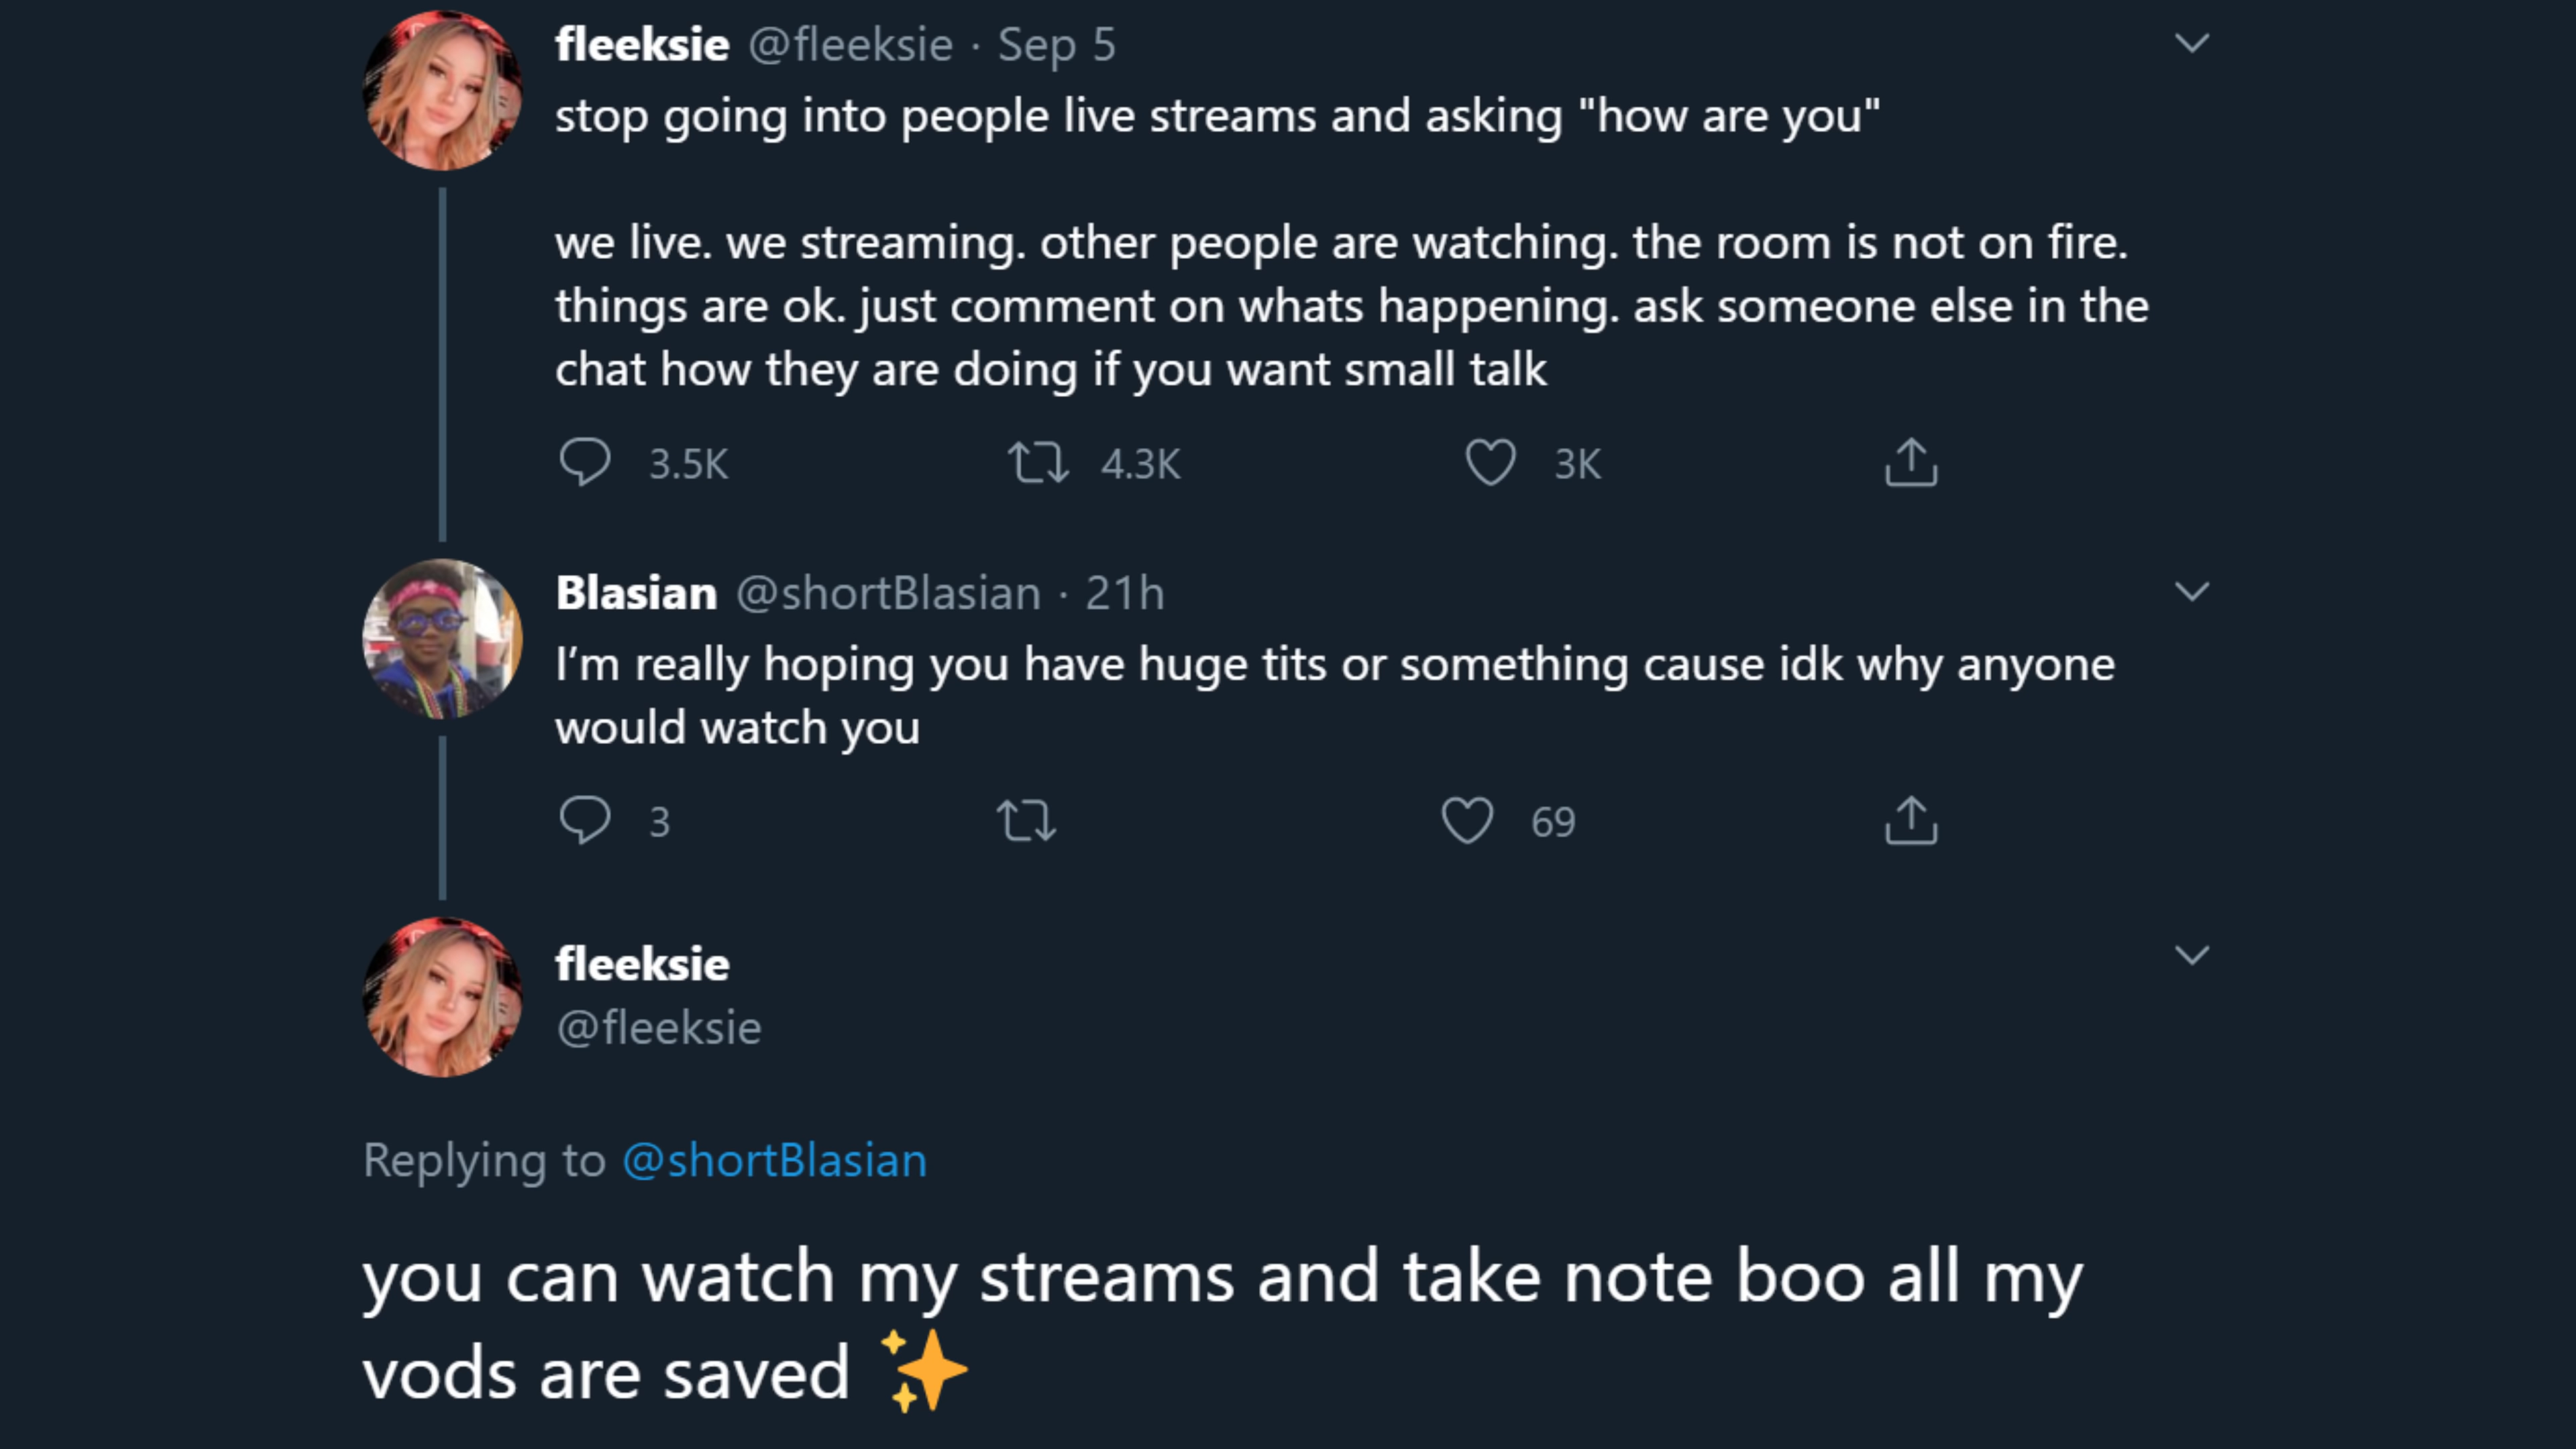 fleeksie @fleeksie · Sep 5
stop going into people live streams and asking "how are you"
we live. we streaming. other people are watching. the room is not on fire.
things are ok. just comment on whats happening. ask someone else in the
chat how they are doing if you want small talk
3.5K 4.3K 3K
Blasian @shortBlasian · 21h
I’m really hoping you have huge tits or something cause idk why anyone
would watch you
3 69
fleeksie
@fleeksie
Replying to @shortBlasian
you can watch my streams and take note boo all my
vods are saved ✨